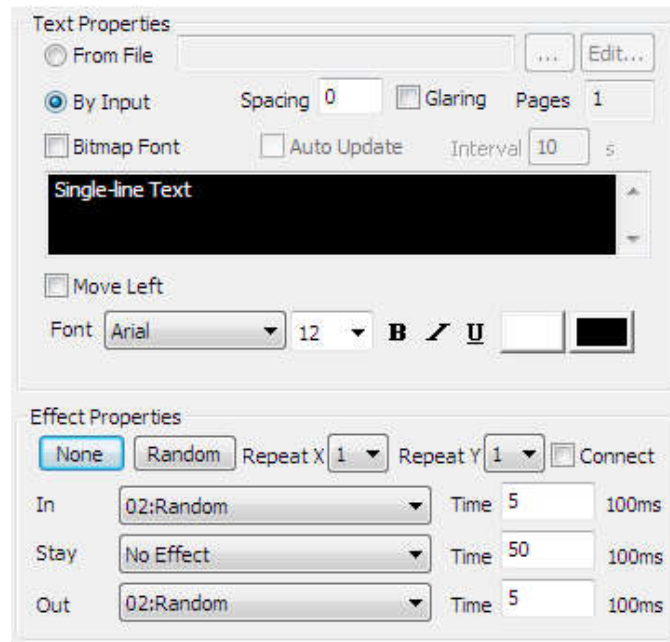 Text Properties
From File ... Edit...
By Input Spacing 0 Glaring Pages 1
Bitmap Font Auto Update Interval 10 s
Single-line Text
Move Left
Font Arial 12 B I U
Effect Properties
None Random Repeat X 1 Repeat Y 1 Connect
In 02:Random Time 5 100ms
Stay No Effect Time 50 100ms
Out 02:Random Time 5 100ms